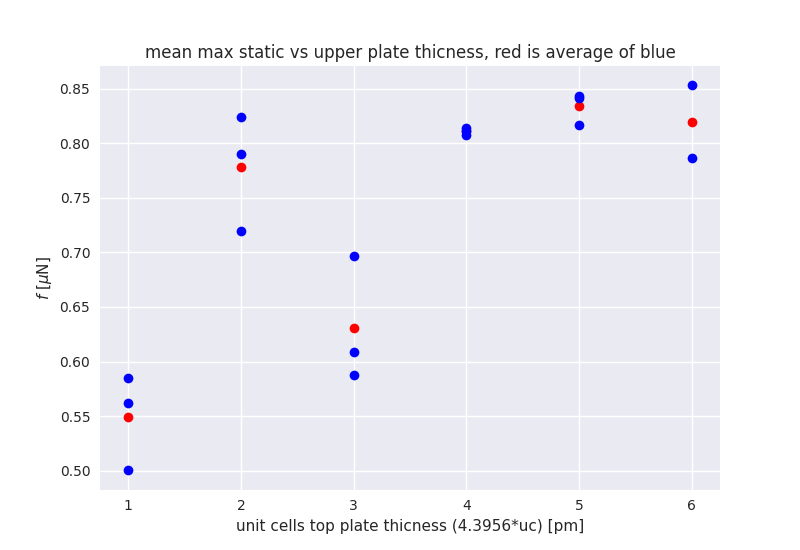 mean max static vs upper plate thicness, red is average of blue
0.85
0.80
0.75
0.70
0.65
0.60
0.55
0.50
f [μN]
1 2 3 4 5 6
unit cells top plate thicness (4.3956*uc) [pm]